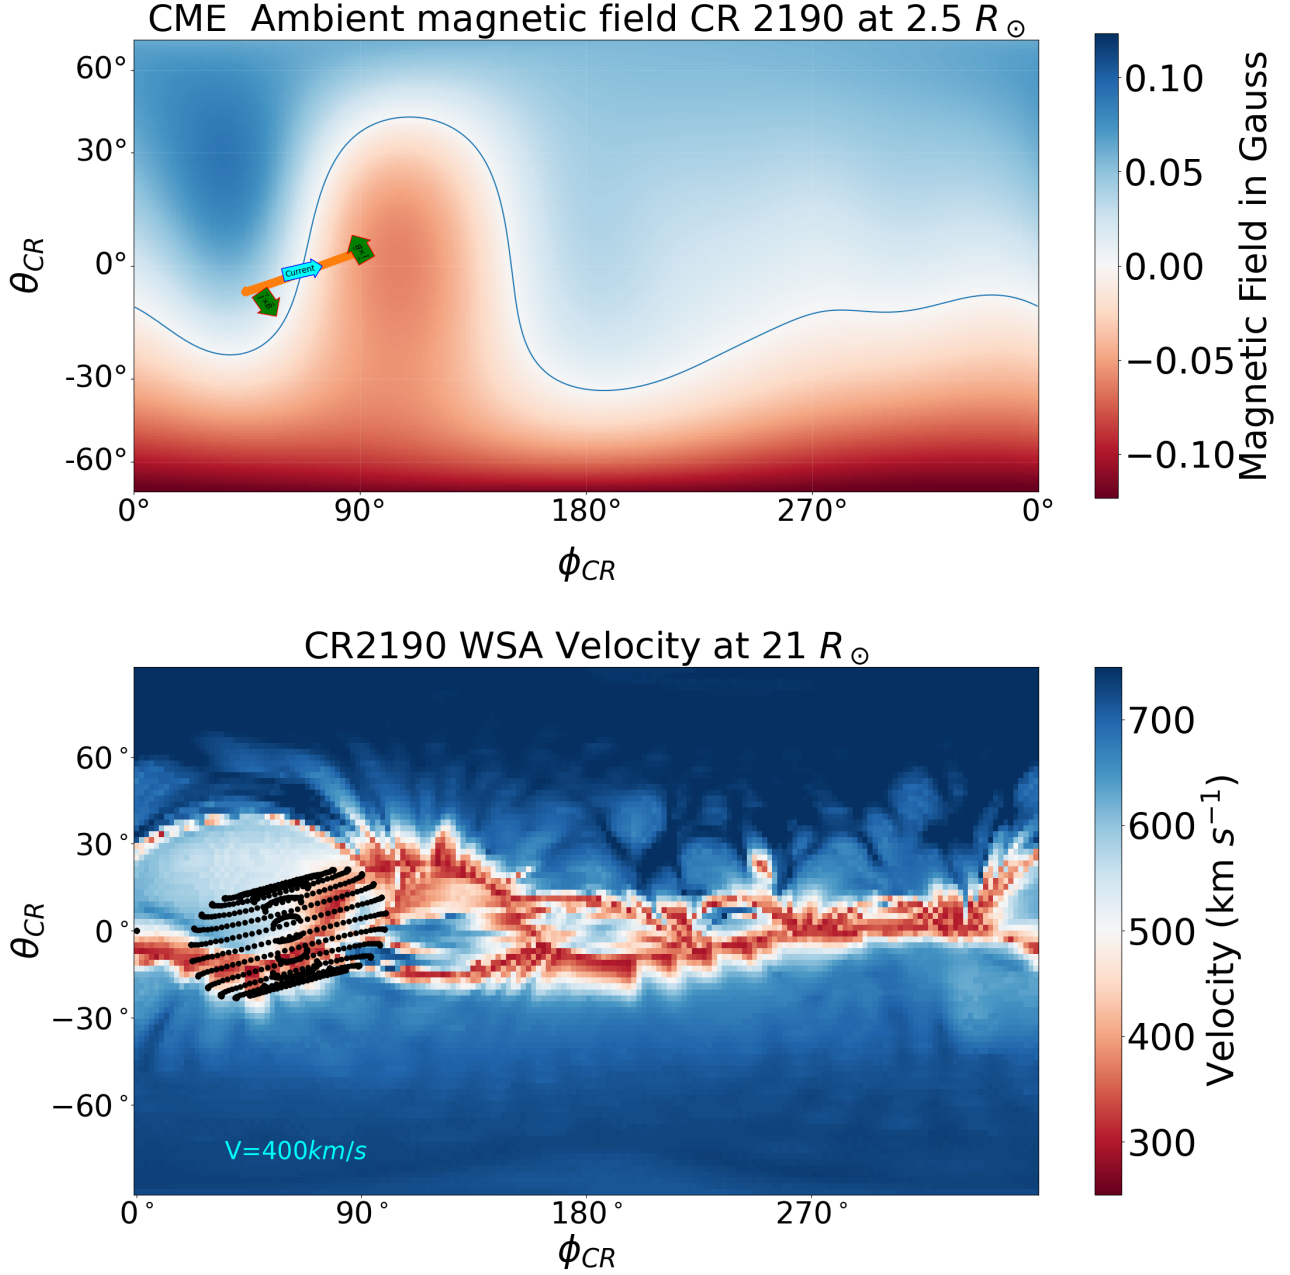 CME  Ambient magnetic field CR 2190 at 2.5 R⊙
60°
30°
0°
-30°
-60°
θCR
Current
J×B
J×B
0° 90° 180° 270° 0°
ϕCR
0.10
0.05
0.00
−0.05
−0.10
Magnetic Field in Gauss
CR2190 WSA Velocity at 21 R⊙
60°
30°
0°
−30°
−60°
θCR
V=400km/s
0° 90° 180° 270°
ϕCR
700
600
500
400
300
Velocity (km s⁻¹)